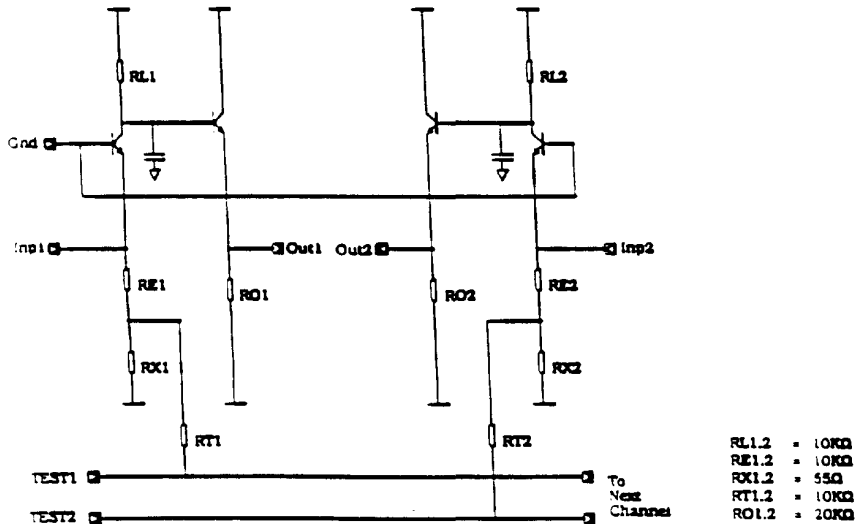 RL1
RL2
Gnd
Inp1
Out1
Out2
Inp2
RE1
RO1
RO2
RE2
RX1
RX2
RT1
RT2
TEST1
TEST2
To
Next
Channel
RL1.2 = 10KΩ
RE1.2 = 10KΩ
RX1.2 = 55Ω
RT1.2 = 10KΩ
RO1.2 = 20KΩ